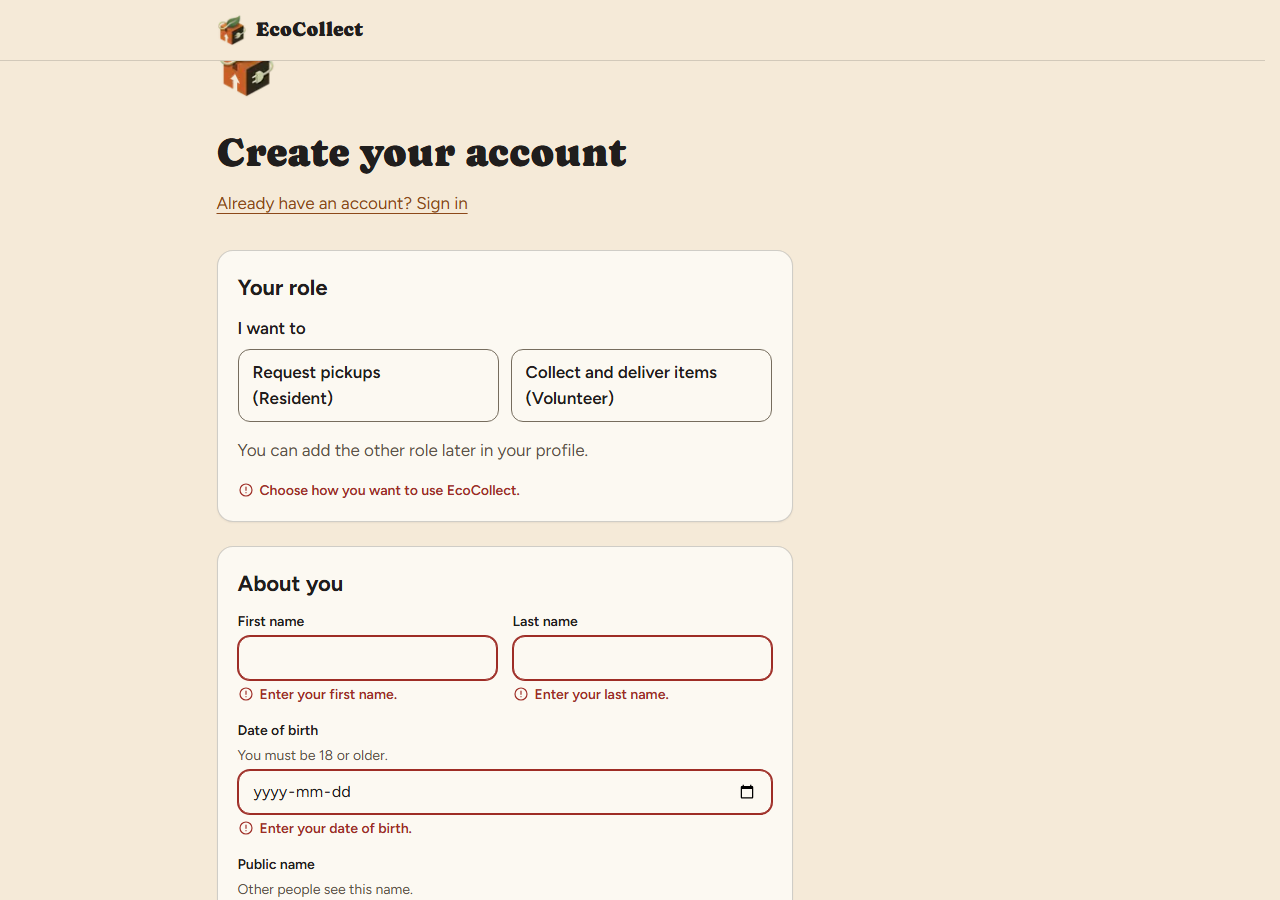 EcoCollect
Create your account
Already have an account? Sign in
Your role
I want to
Request pickups
(Resident)
Collect and deliver items
(Volunteer)
You can add the other role later in your profile.
Choose how you want to use EcoCollect.
About you
First name
Last name
Enter your first name.
Enter your last name.
Date of birth
You must be 18 or older.
yyyy-mm-dd
Enter your date of birth.
Public name
Other people see this name.